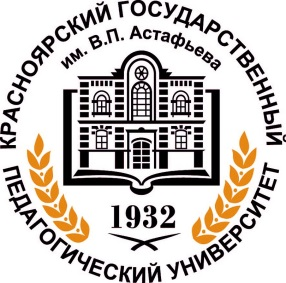 КРАСНОЯРСКИЙ ГОСУДАРСТВЕННЫЙ
им. В.П. Астафьева
1932
ПЕДАГОГИЧЕСКИЙ УНИВЕРСИТЕТ